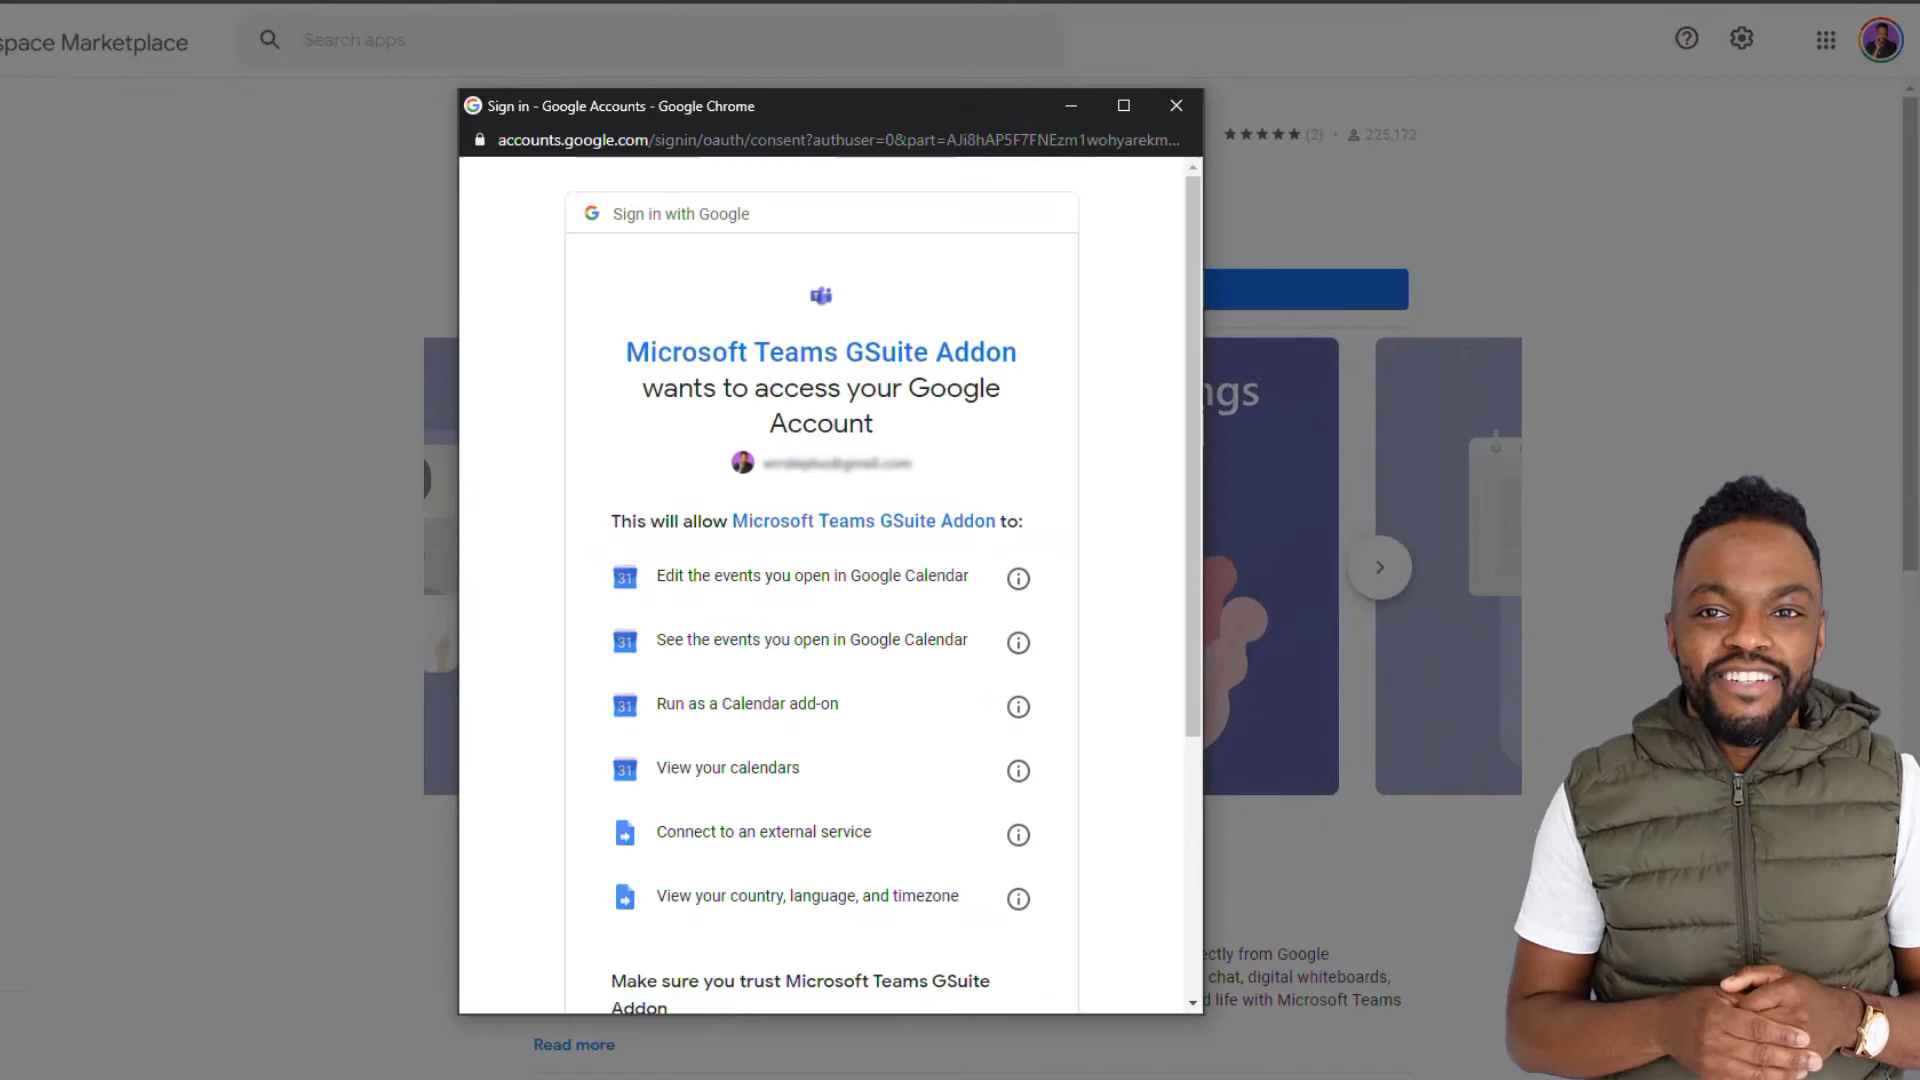 space Marketplace
Search apps
Sign in - Google Accounts - Google Chrome
accounts.google.com/signin/oauth/consent?authuser=0&part=AJi8hAP5F7FNEzm1wohyarekm...
(2)
225,172
Sign in with Google
Microsoft Teams GSuite Addon
wants to access your Google
Account
ngs
This will allow Microsoft Teams GSuite Addon to:
31 Edit the events you open in Google Calendar
31 See the events you open in Google Calendar
31 Run as a Calendar add-on
31 View your calendars
Connect to an external service
View your country, language, and timezone
Make sure you trust Microsoft Teams GSuite
Addon
ectly from Google
chat, digital whiteboards,
d life with Microsoft Teams
Read more